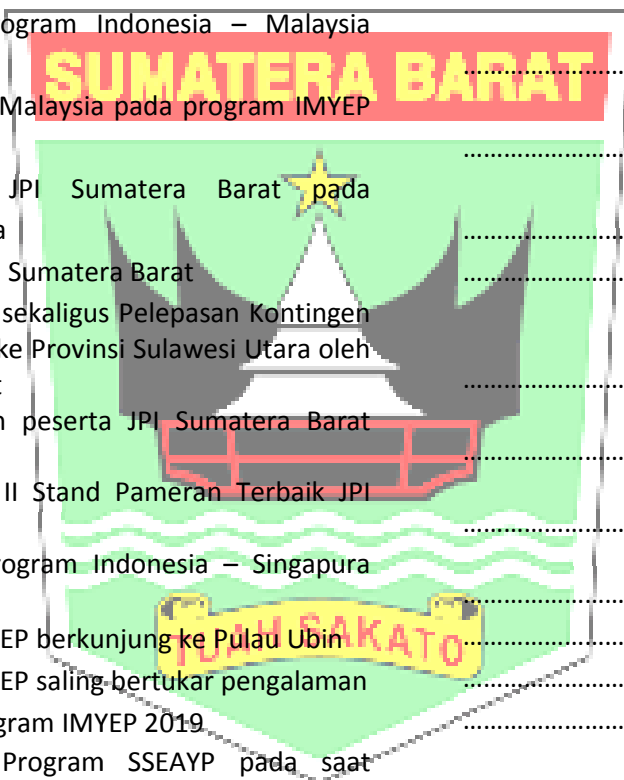 ogram Indonesia – Malaysia
SUMATERA BARAT
...................
Malaysia pada program IMYEP
...................
JPI Sumatera Barat pada
a
...................
Sumatera Barat ...................
sekaligus Pelepasan Kontingen
ke Provinsi Sulawesi Utara oleh
t
...................
n peserta JPI Sumatera Barat
...................
II Stand Pameran Terbaik JPI
...................
ogram Indonesia – Singapura
...................
EP berkunjung ke Pulau Ubin ...................
TUAH SAKATO
EP saling bertukar pengalaman ...................
ogram IMYEP 2019 ...................
Program SSEAYP pada saat